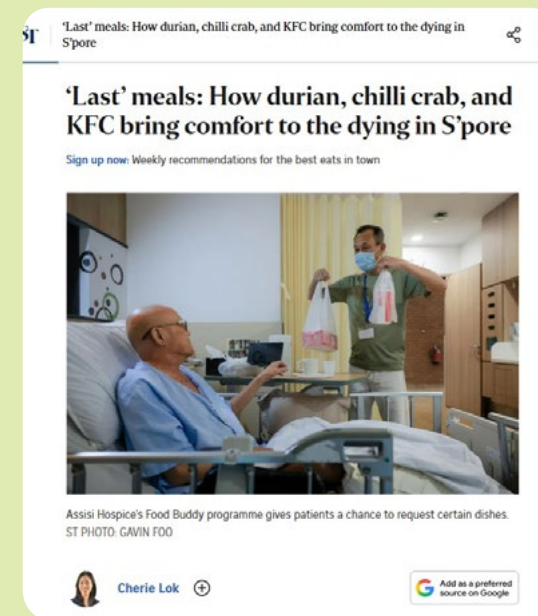 ST
‘Last’ meals: How durian, chilli crab, and KFC bring comfort to the dying in
S'pore
‘Last’ meals: How durian, chilli crab, and
KFC bring comfort to the dying in S’pore
Sign up now: Weekly recommendations for the best eats in town
Assisi Hospice's Food Buddy programme gives patients a chance to request certain dishes.
ST PHOTO: GAVIN FOO
Cherie Lok
Add as a preferred
source on Google